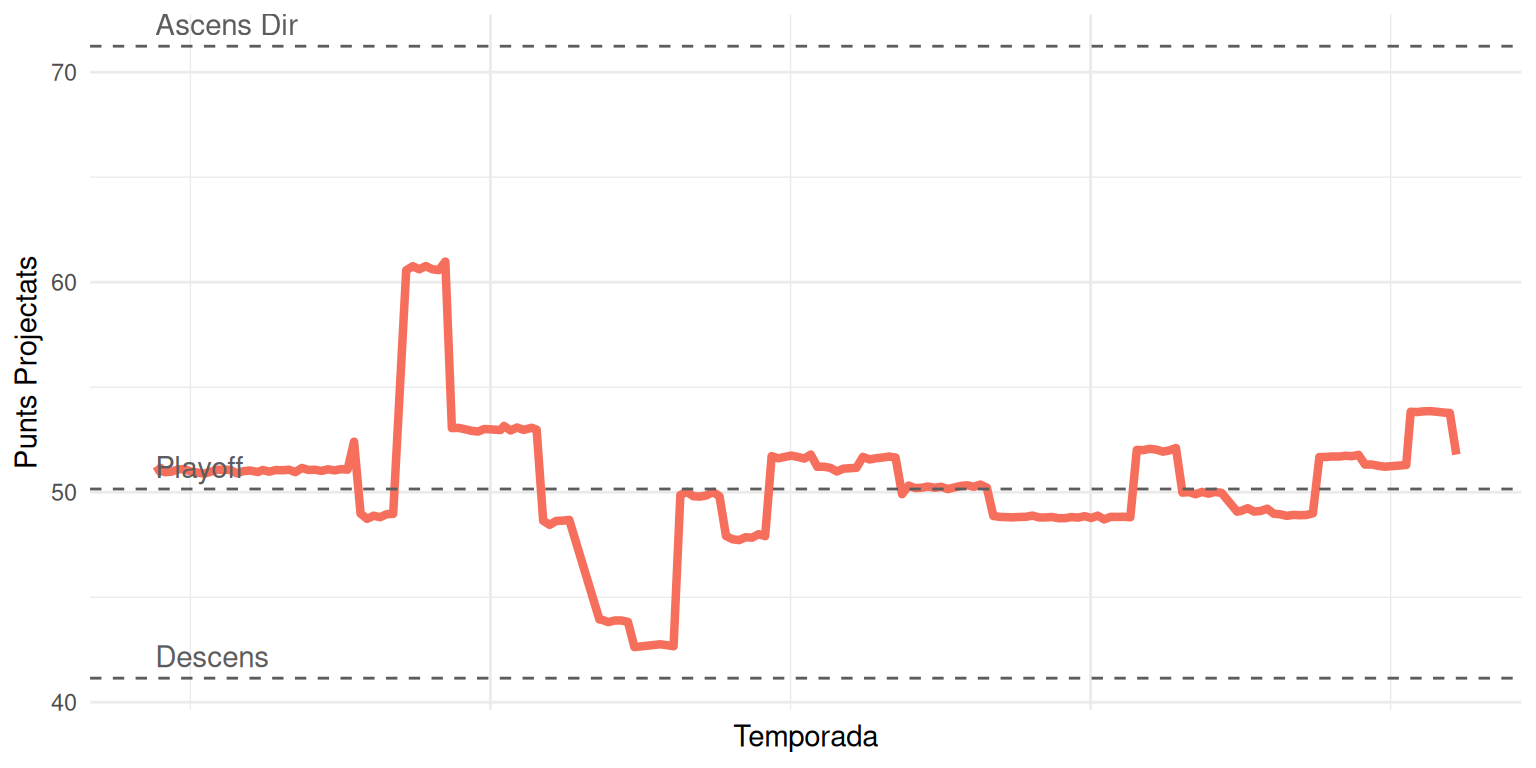 Ascens Dir
70
60
Punts Projectats
Playoff
50
Descens
40
Temporada